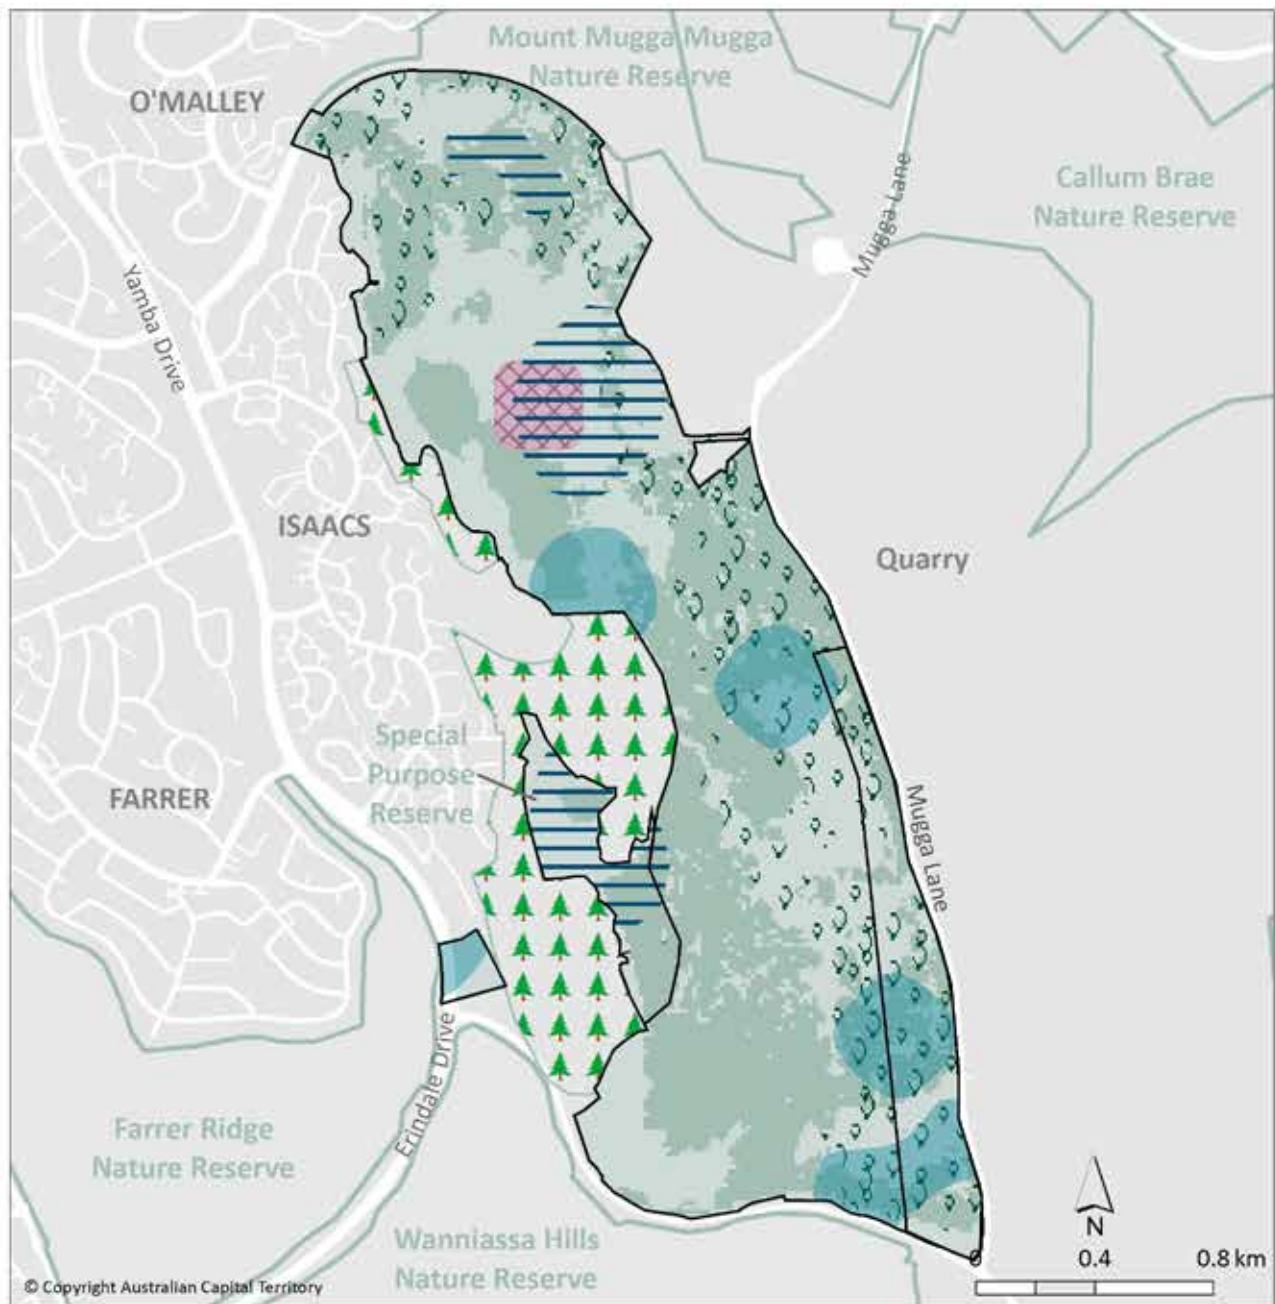 Mount Mugga Mugga
Nature Reserve
O'MALLEY
Mugga Lane
Callum Brae
Nature Reserve
Yamba Drive
ISAACS
Quarry
Special
Purpose
Reserve
FARRER
Mugga Lane
Erindale Drive
Farrer Ridge
Nature Reserve
N
Wanniassa Hills
Nature Reserve
0 0.4 0.8 km
© Copyright Australian Capital Territory